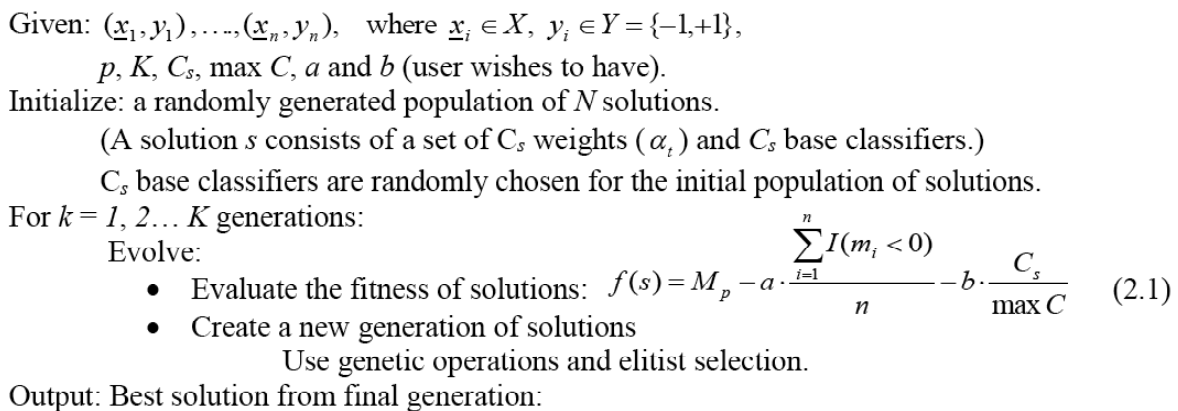 Given: (x₁,y₁),....,(xₙ,yₙ), where xᵢ ∈ X, yᵢ ∈ Y = {-1,+1},
p, K, Cₛ, max C, a and b (user wishes to have).
Initialize: a randomly generated population of N solutions.
(A solution s consists of a set of Cₛ weights (αₜ) and Cₛ base classifiers.)
Cₛ base classifiers are randomly chosen for the initial population of solutions.
For k = 1, 2… K generations:
Evolve:
• Evaluate the fitness of solutions: f(s) = Mₚ − a · (∑ᵢ₌₁ⁿ I(mᵢ < 0))/n − b · Cₛ/max C (2.1)
• Create a new generation of solutions
Use genetic operations and elitist selection.
Output: Best solution from final generation: